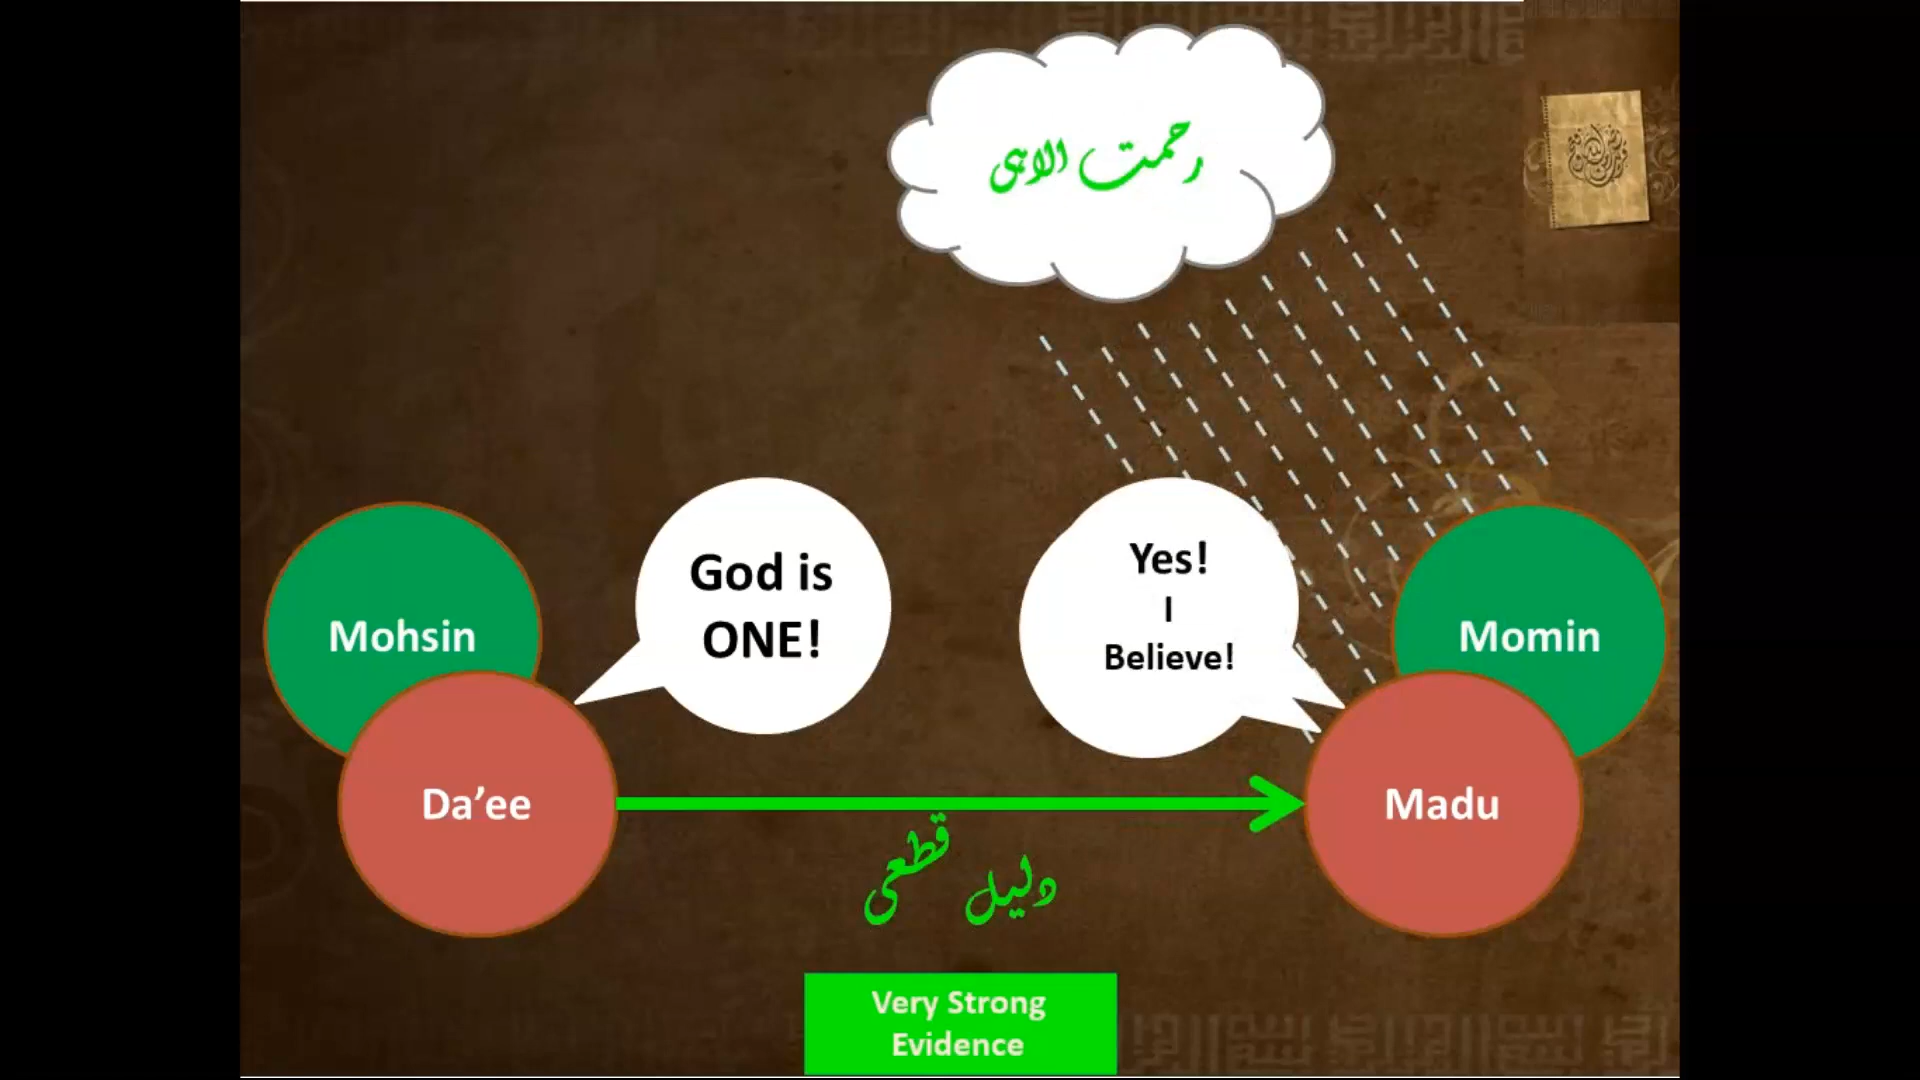 رحمت الاہی
God is
ONE!
Yes!
I
Believe!
Mohsin
Momin
Da’ee
Madu
دلیل قطعی
Very Strong
Evidence